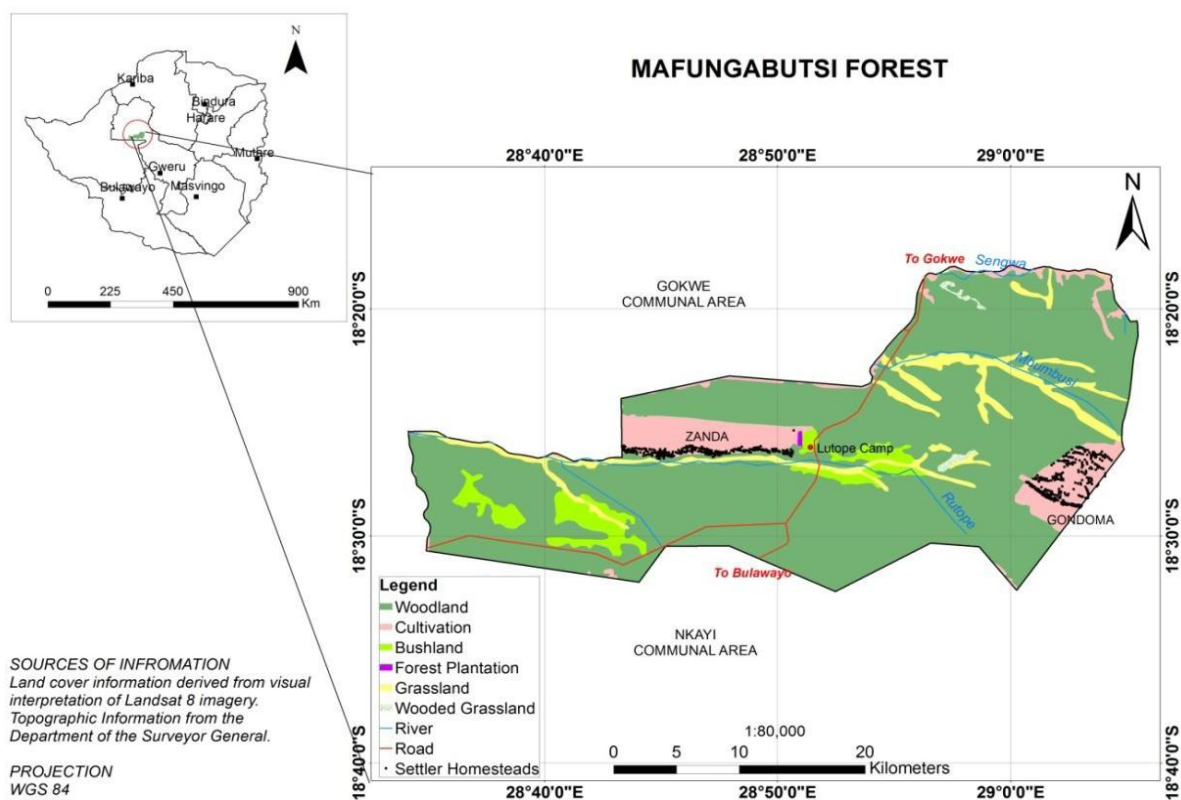 N
Kariba
Bindura
Harare
Mutare
Gweru
Bulawayo
Masvingo
0 225 450 900
Km
MAFUNGABUTSI FOREST
28°40'0"E 28°50'0"E 29°0'0"E
N
18°20'0"S
18°20'0"S
18°30'0"S
18°30'0"S
18°40'0"S
18°40'0"S
To Gokwe
Sengwa
GOKWE
COMMUNAL AREA
Mbumbusi
ZANDA
Lutope Camp
Rutope
GONDOMA
To Bulawayo
NKAYI
COMMUNAL AREA
Legend
Woodland
Cultivation
Bushland
Forest Plantation
Grassland
Wooded Grassland
River
Road
Settler Homesteads
1:80,000
0 5 10 20
Kilometers
28°40'0"E 28°50'0"E 29°0'0"E
SOURCES OF INFROMATION
Land cover information derived from visual
interpretation of Landsat 8 imagery.
Topographic Information from the
Department of the Surveyor General.
PROJECTION
WGS 84